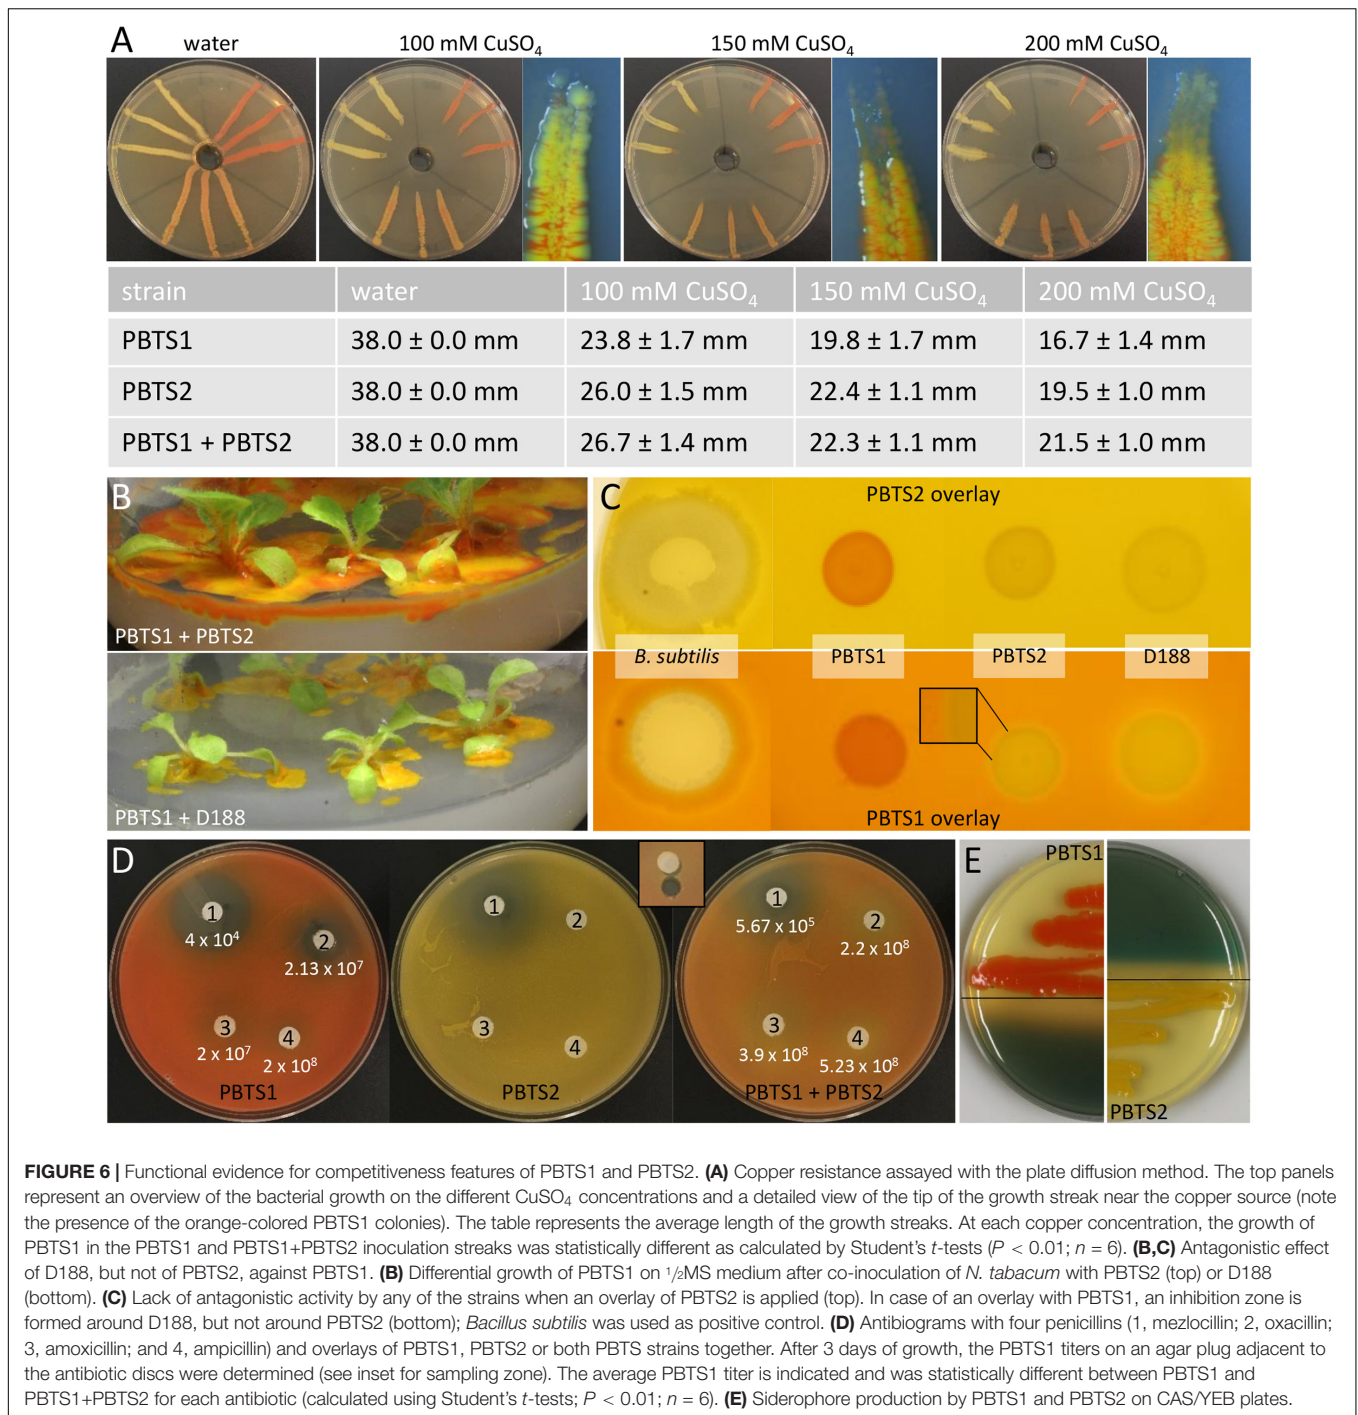 A
water
100 mM CuSO₄
150 mM CuSO₄
200 mM CuSO₄
strain water 100 mM CuSO₄ 150 mM CuSO₄ 200 mM CuSO₄
PBTS1 38.0 ± 0.0 mm 23.8 ± 1.7 mm 19.8 ± 1.7 mm 16.7 ± 1.4 mm
PBTS2 38.0 ± 0.0 mm 26.0 ± 1.5 mm 22.4 ± 1.1 mm 19.5 ± 1.0 mm
PBTS1 + PBTS2 38.0 ± 0.0 mm 26.7 ± 1.4 mm 22.3 ± 1.1 mm 21.5 ± 1.0 mm
B
PBTS1 + PBTS2
PBTS1 + D188
C
PBTS2 overlay
B. subtilis PBTS1 PBTS2 D188
PBTS1 overlay
D
1
4 x 10⁴
2
2.13 x 10⁷
3
2 x 10⁷
4
2 x 10⁸
PBTS1
1
2
3
4
PBTS2
1
5.67 x 10⁵
2
2.2 x 10⁸
3
3.9 x 10⁸
4
5.23 x 10⁸
PBTS1 + PBTS2
E
PBTS1
PBTS2
FIGURE 6 | Functional evidence for competitiveness features of PBTS1 and PBTS2. (A) Copper resistance assayed with the plate diffusion method. The top panels
represent an overview of the bacterial growth on the different CuSO₄ concentrations and a detailed view of the tip of the growth streak near the copper source (note
the presence of the orange-colored PBTS1 colonies). The table represents the average length of the growth streaks. At each copper concentration, the growth of
PBTS1 in the PBTS1 and PBTS1+PBTS2 inoculation streaks was statistically different as calculated by Student's t-tests (P < 0.01; n = 6). (B,C) Antagonistic effect
of D188, but not of PBTS2, against PBTS1. (B) Differential growth of PBTS1 on ½MS medium after co-inoculation of N. tabacum with PBTS2 (top) or D188
(bottom). (C) Lack of antagonistic activity by any of the strains when an overlay of PBTS2 is applied (top). In case of an overlay with PBTS1, an inhibition zone is
formed around D188, but not around PBTS2 (bottom); Bacillus subtilis was used as positive control. (D) Antibiograms with four penicillins (1, mezlocillin; 2, oxacillin;
3, amoxicillin; and 4, ampicillin) and overlays of PBTS1, PBTS2 or both PBTS strains together. After 3 days of growth, the PBTS1 titers on an agar plug adjacent to
the antibiotic discs were determined (see inset for sampling zone). The average PBTS1 titer is indicated and was statistically different between PBTS1 and
PBTS1+PBTS2 for each antibiotic (calculated using Student's t-tests; P < 0.01; n = 6). (E) Siderophore production by PBTS1 and PBTS2 on CAS/YEB plates.